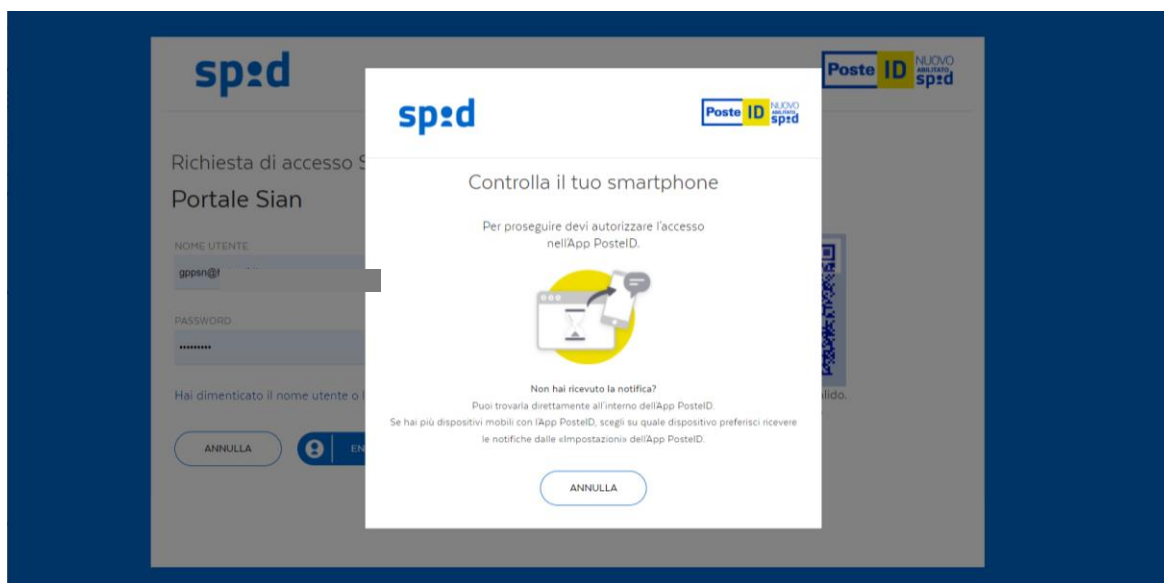 spid
Poste ID NUOVO ABILITATO spid
Richiesta di accesso
Portale Sian
NOME UTENTE
gppsn@
PASSWORD
•••••••••
Hai dimenticato il nome utente o
lido.
ANNULLA
EN
spid
Poste ID NUOVO ABILITATO spid
Controlla il tuo smartphone
Per proseguire devi autorizzare l'accesso
nell'App PosteID.
Non hai ricevuto la notifica?
Puoi trovarla direttamente all'interno dell'App PosteID.
Se hai più dispositivi mobili con l'App PosteID, scegli su quale dispositivo preferisci ricevere
le notifiche dalle «Impostazioni» dell'App PosteID.
ANNULLA